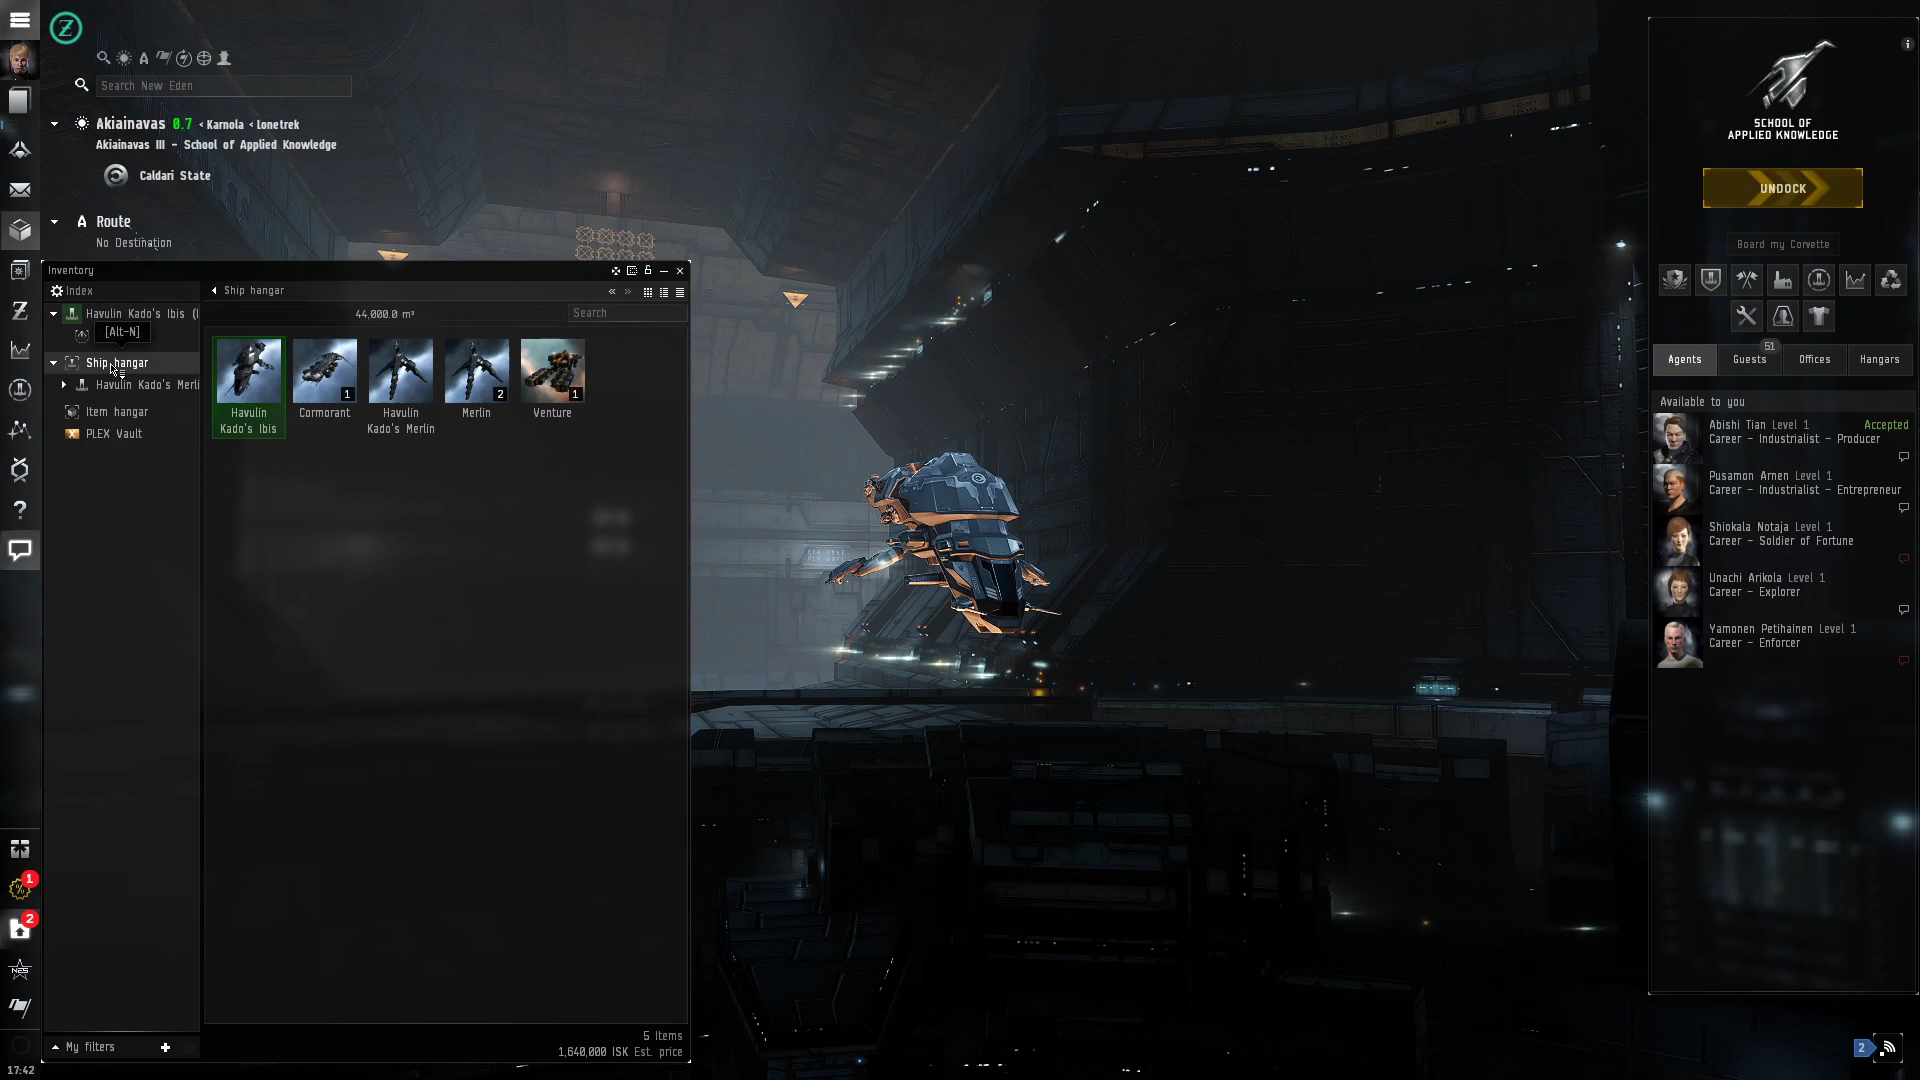 Search New Eden
Akiainavas 0.7 < Karnola < Lonetrek
Akiainavas III - School of Applied Knowledge
Caldari State
Route
No Destination
Inventory
Index
Ship hangar
44,000.0 m³
Search
Havulin Kado's Ibis (I
[Alt-N]
Ship hangar
Havulin Kado's Merli
Item hangar
PLEX Vault
1
2
1
Havulin
Kado's Ibis
Cormorant
Havulin
Kado's Merlin
Merlin
Venture
My filters
5 Items
1,640,000 ISK Est. price
1
2
NES
17:42
SCHOOL OF
APPLIED KNOWLEDGE
UNDOCK
Board my Corvette
51
Agents
Guests
Offices
Hangars
Available to you
Abishi Tian Level 1 Accepted
Career - Industrialist - Producer
Pusamon Arnen Level 1
Career - Industrialist - Entrepreneur
Shiokala Notaja Level 1
Career - Soldier of Fortune
Unachi Arikola Level 1
Career - Explorer
Yamonen Petihainen Level 1
Career - Enforcer
2